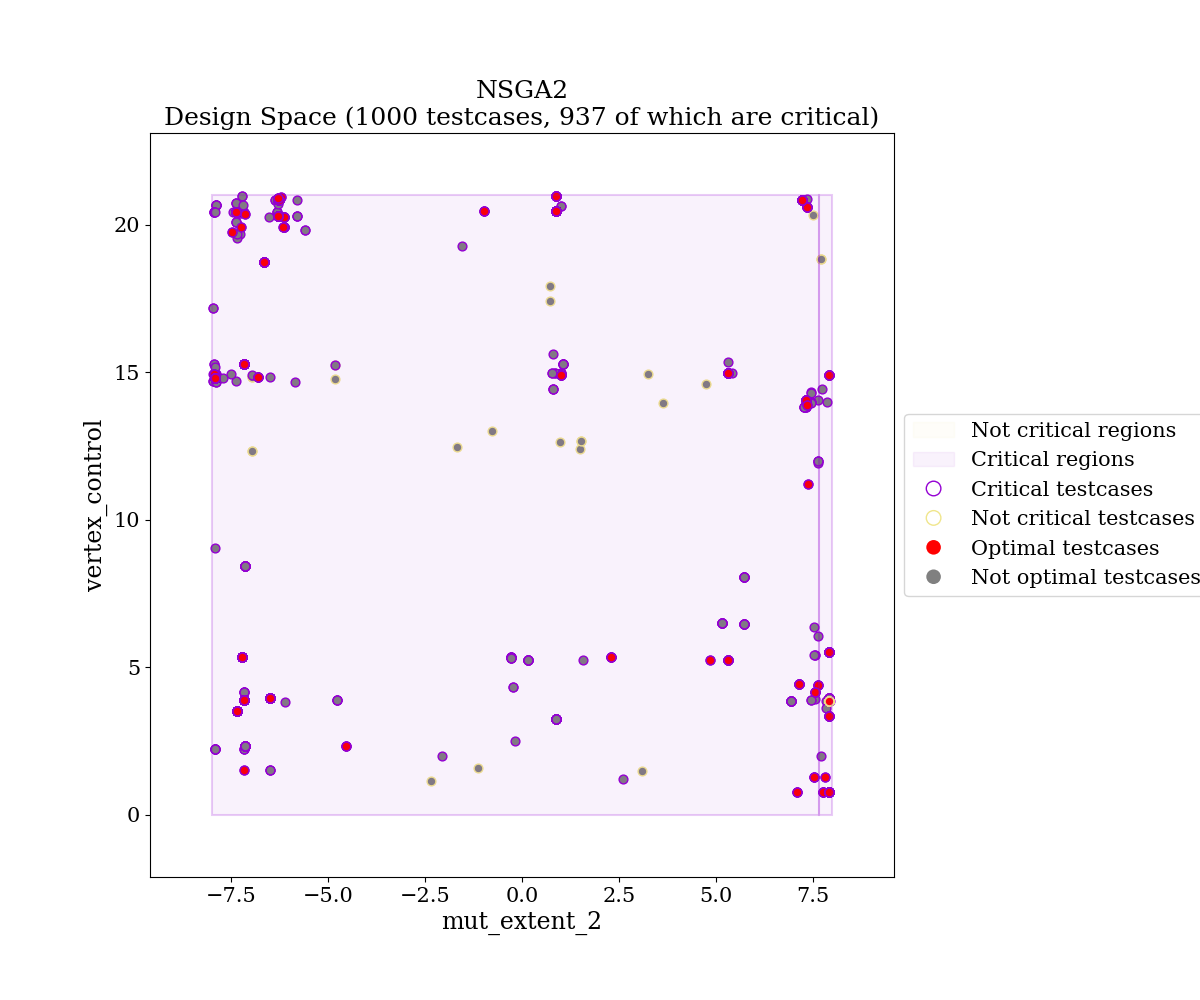 NSGA2
Design Space (1000 testcases, 937 of which are critical)
vertex_control
20
15
10
5
0
−7.5 −5.0 −2.5 0.0 2.5 5.0 7.5
mut_extent_2
Not critical regions
Critical regions
Critical testcases
Not critical testcases
Optimal testcases
Not optimal testcases